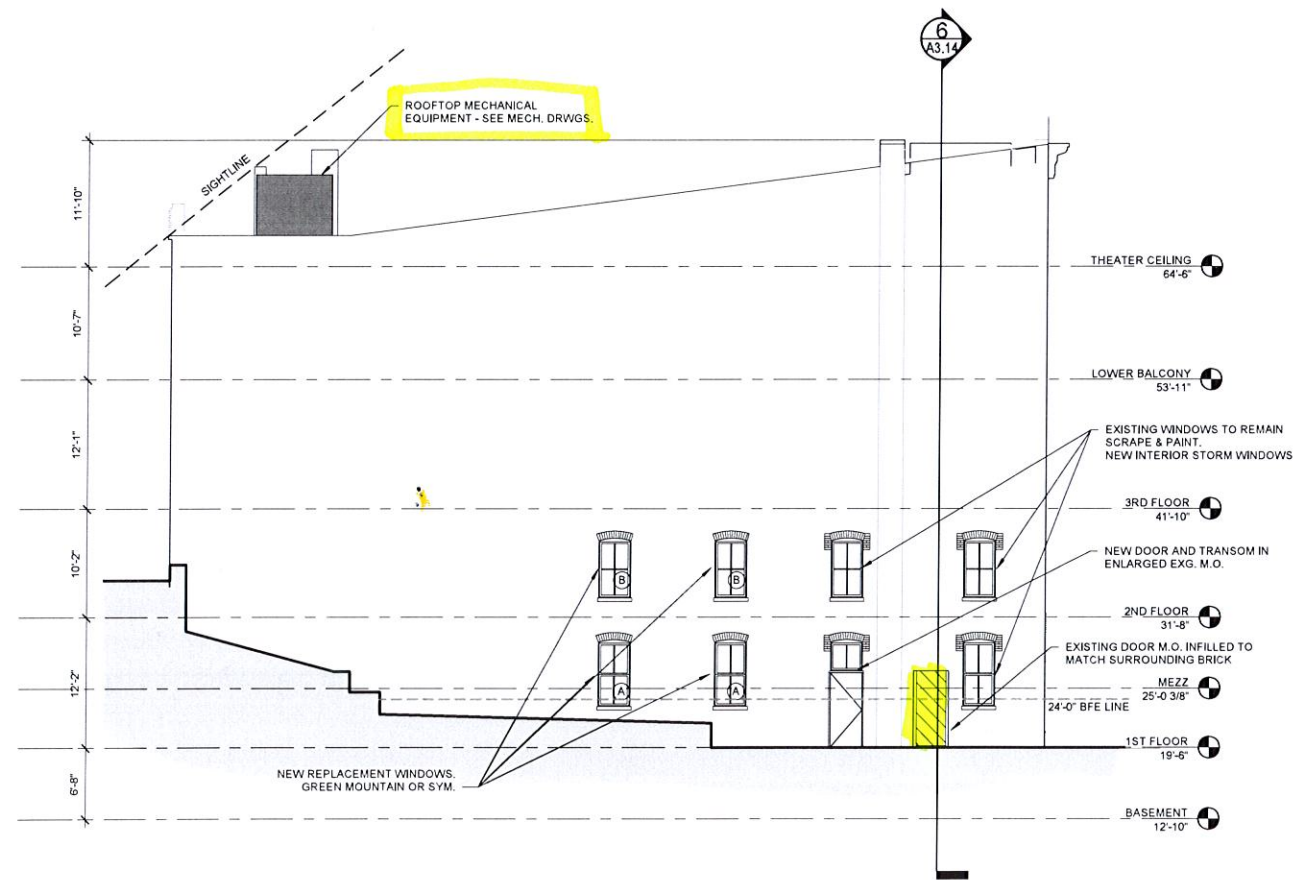 6
A3.14
ROOFTOP MECHANICAL
EQUIPMENT - SEE MECH. DRWGS.
SIGHTLINE
11'-10"
THEATER CEILING
64'-6"
10'-7"
LOWER BALCONY
53'-11"
12'-1"
EXISTING WINDOWS TO REMAIN
SCRAPE & PAINT.
NEW INTERIOR STORM WINDOWS
3RD FLOOR
41'-10"
10'-2"
B
B
NEW DOOR AND TRANSOM IN
ENLARGED EXG. M.O.
2ND FLOOR
31'-8"
EXISTING DOOR M.O. INFILLED TO
MATCH SURROUNDING BRICK
12'-2"
A
A
MEZZ
25'-0 3/8"
24'-0" BFE LINE
1ST FLOOR
19'-6"
NEW REPLACEMENT WINDOWS.
GREEN MOUNTAIN OR SYM.
6'-8"
BASEMENT
12'-10"